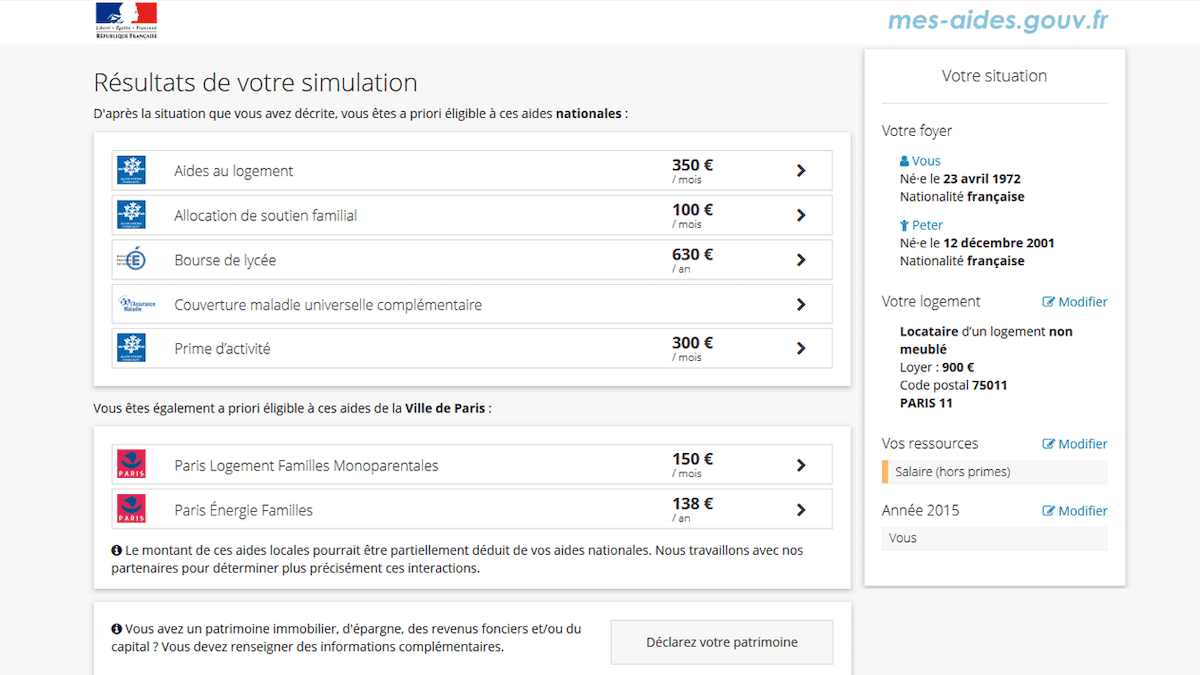 Liberté • Égalité • Fraternité
RÉPUBLIQUE FRANÇAISE
mes-aides.gouv.fr
Résultats de votre simulation
D'après la situation que vous avez décrite, vous êtes a priori éligible à ces aides nationales :
Aides au logement
350 €
/ mois
Allocation de soutien familial
100 €
/ mois
Bourse de lycée
630 €
/ an
l'Assurance
Maladie
Couverture maladie universelle complémentaire
Prime d’activité
300 €
/ mois
Vous êtes également a priori éligible à ces aides de la Ville de Paris :
PARIS
Paris Logement Familles Monoparentales
150 €
/ mois
PARIS
Paris Énergie Familles
138 €
/ an
Le montant de ces aides locales pourrait être partiellement déduit de vos aides nationales. Nous travaillons avec nos
partenaires pour déterminer plus précisément ces interactions.
Vous avez un patrimoine immobilier, d'épargne, des revenus fonciers et/ou du
capital ? Vous devez renseigner des informations complémentaires.
Déclarez votre patrimoine
Votre situation
Votre foyer
Vous
Né·e le 23 avril 1972
Nationalité française
Peter
Né·e le 12 décembre 2001
Nationalité française
Votre logement
Modifier
Locataire d’un logement non
meublé
Loyer : 900 €
Code postal 75011
PARIS 11
Vos ressources
Modifier
Salaire (hors primes)
Année 2015
Modifier
Vous